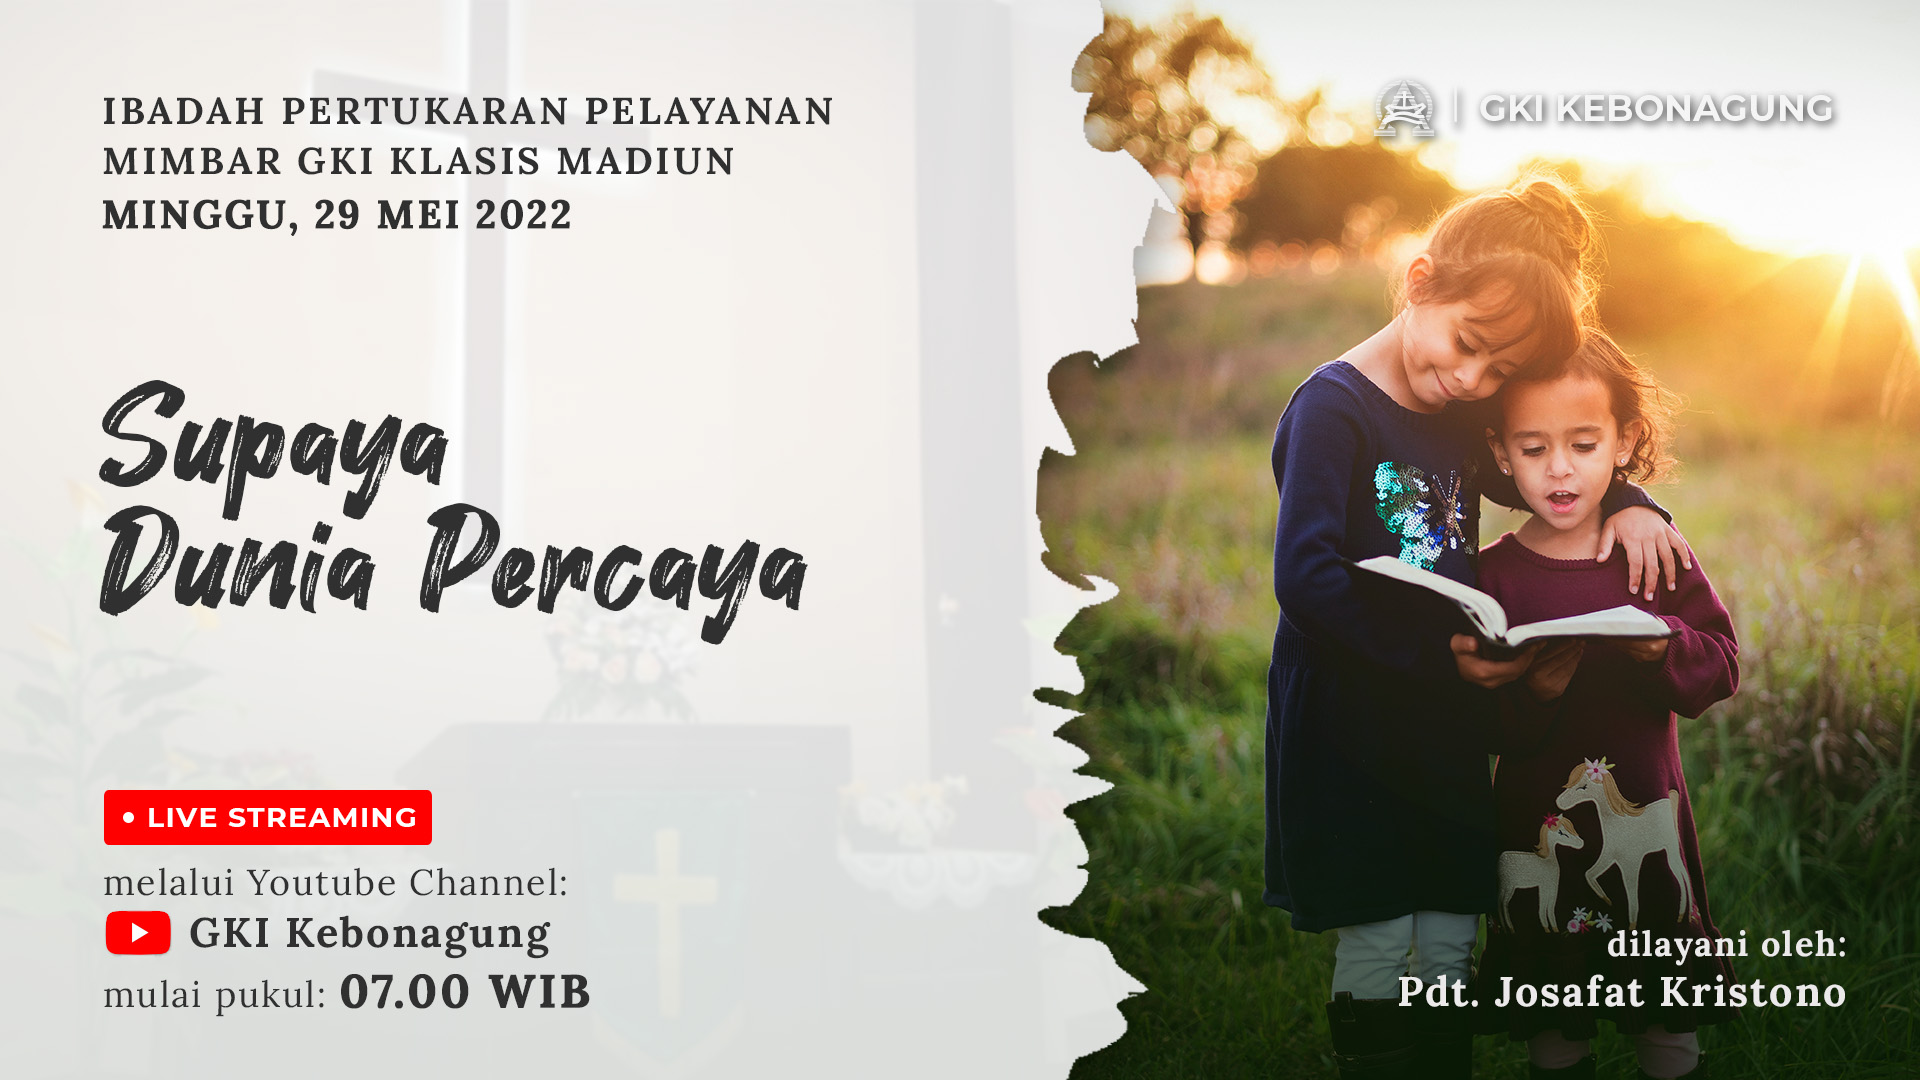 IBADAH PERTUKARAN PELAYANAN
MIMBAR GKI KLASIS MADIUN
MINGGU, 29 MEI 2022
GKI KEBONAGUNG
Supaya
Dunia Percaya
• LIVE STREAMING
melalui Youtube Channel:
GKI Kebonagung
mulai pukul: 07.00 WIB
dilayani oleh:
Pdt. Josafat Kristono